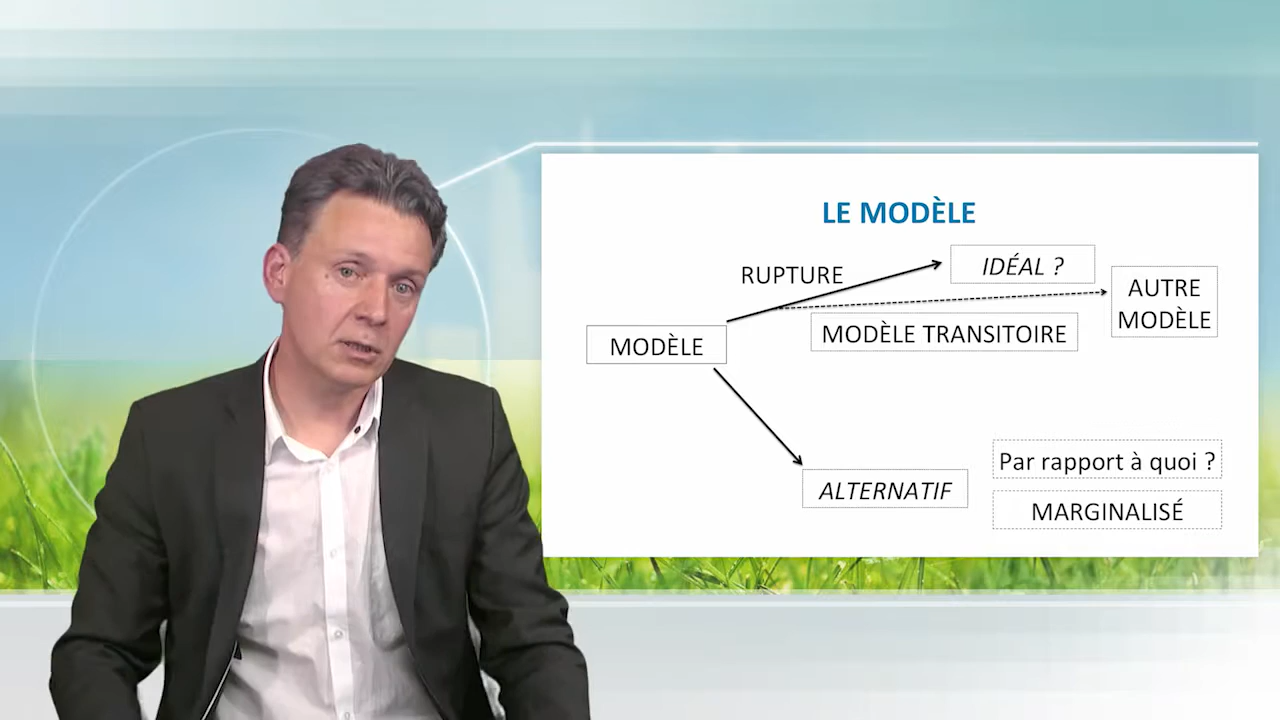 LE MODÈLE
RUPTURE
IDÉAL ?
AUTRE
MODÈLE
MODÈLE TRANSITOIRE
MODÈLE
ALTERNATIF
Par rapport à quoi ?
MARGINALISÉ